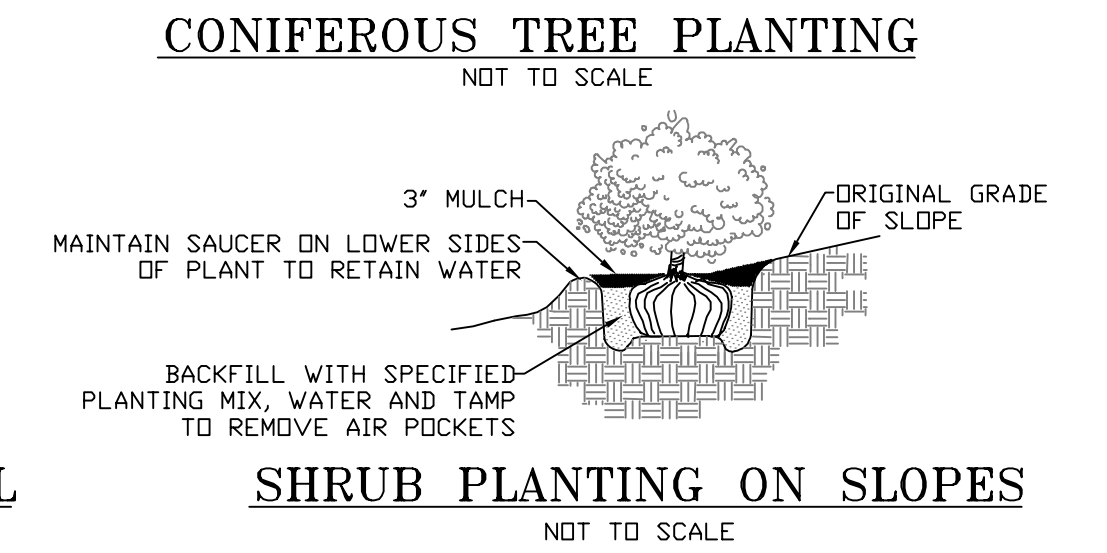 CONIFEROUS TREE PLANTING
NOT TO SCALE
3" MULCH
MAINTAIN SAUCER ON LOWER SIDES
OF PLANT TO RETAIN WATER
ORIGINAL GRADE
OF SLOPE
BACKFILL WITH SPECIFIED
PLANTING MIX, WATER AND TAMP
TO REMOVE AIR POCKETS
L
SHRUB PLANTING ON SLOPES
NOT TO SCALE